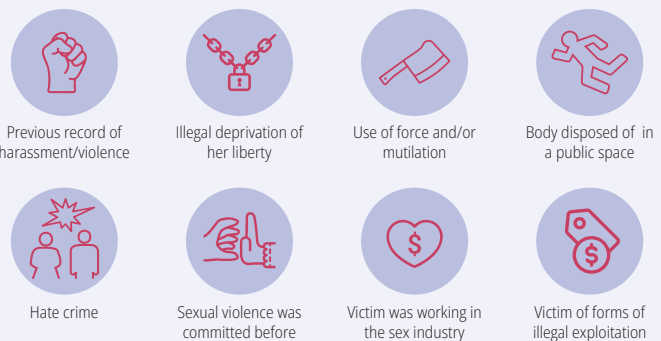 Previous record of
harassment/violence
Illegal deprivation of
her liberty
Use of force and/or
mutilation
Body disposed of in
a public space
Hate crime
Sexual violence was
committed before
Victim was working in
the sex industry
Victim of forms of
illegal exploitation
$
$